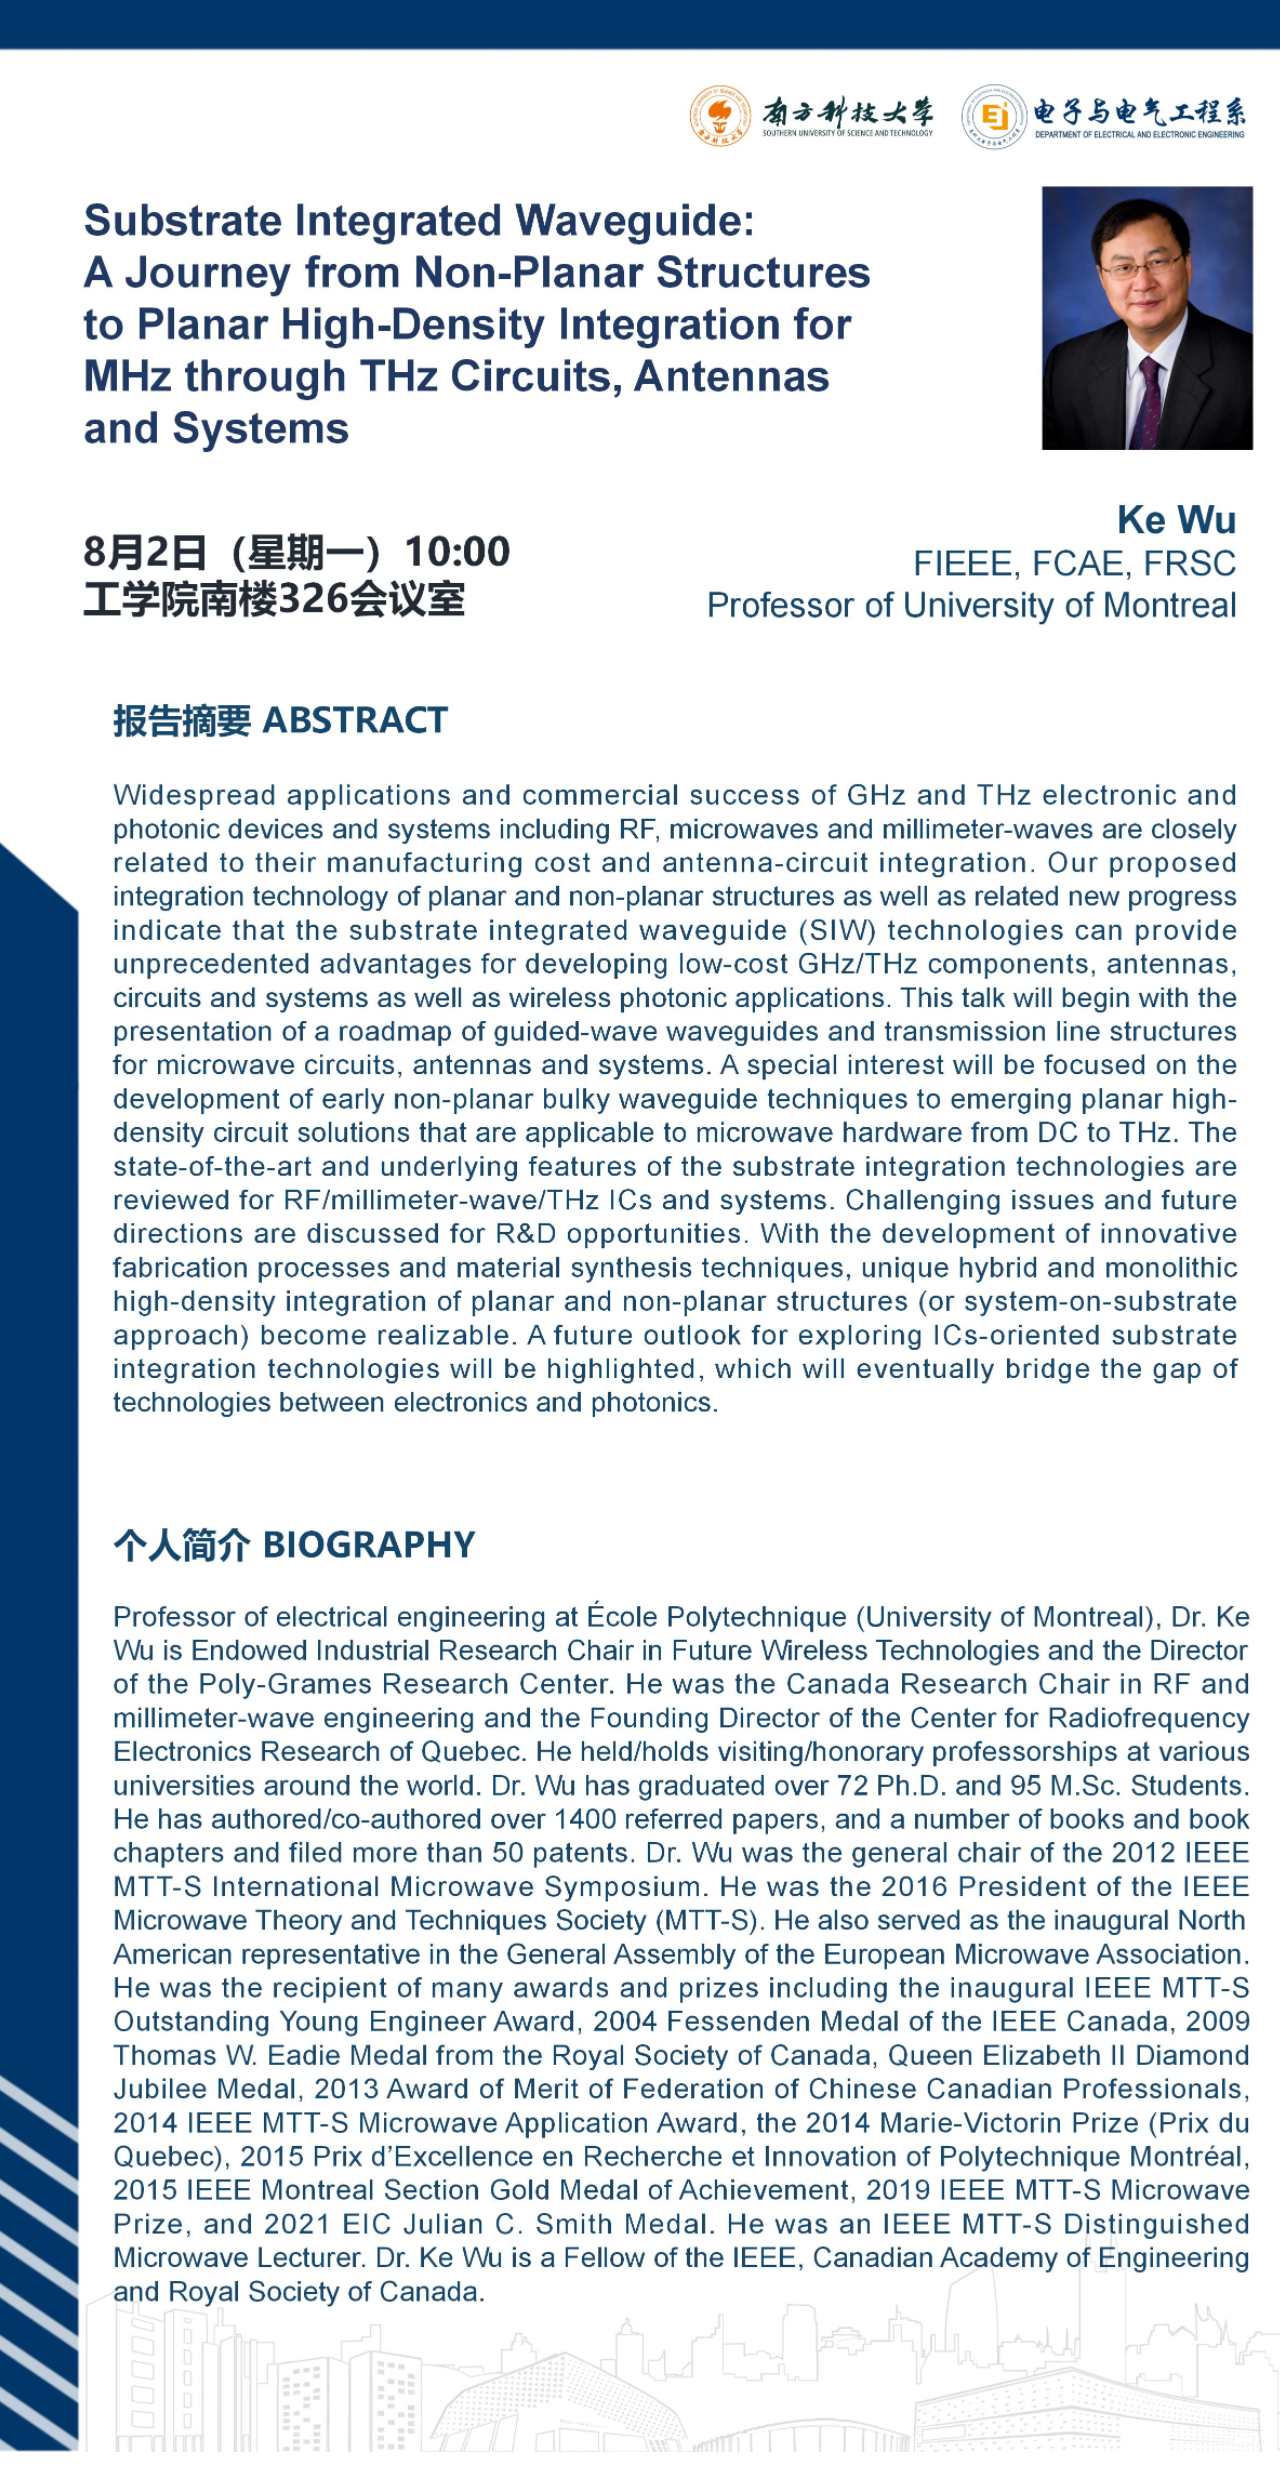 南方科技大学
SOUTHERN UNIVERSITY OF SCIENCE AND TECHNOLOGY
电子与电气工程系
DEPARTMENT OF ELECTRICAL AND ELECTRONIC ENGINEERING
Substrate Integrated Waveguide:
A Journey from Non-Planar Structures
to Planar High-Density Integration for
MHz through THz Circuits, Antennas
and Systems
8月2日（星期一）10:00
工学院南楼326会议室
Ke Wu
FIEEE, FCAE, FRSC
Professor of University of Montreal
报告摘要 ABSTRACT
Widespread applications and commercial success of GHz and THz electronic and
photonic devices and systems including RF, microwaves and millimeter-waves are closely
related to their manufacturing cost and antenna-circuit integration. Our proposed
integration technology of planar and non-planar structures as well as related new progress
indicate that the substrate integrated waveguide (SIW) technologies can provide
unprecedented advantages for developing low-cost GHz/THz components, antennas,
circuits and systems as well as wireless photonic applications. This talk will begin with the
presentation of a roadmap of guided-wave waveguides and transmission line structures
for microwave circuits, antennas and systems. A special interest will be focused on the
development of early non-planar bulky waveguide techniques to emerging planar high-
density circuit solutions that are applicable to microwave hardware from DC to THz. The
state-of-the-art and underlying features of the substrate integration technologies are
reviewed for RF/millimeter-wave/THz ICs and systems. Challenging issues and future
directions are discussed for R&D opportunities. With the development of innovative
fabrication processes and material synthesis techniques, unique hybrid and monolithic
high-density integration of planar and non-planar structures (or system-on-substrate
approach) become realizable. A future outlook for exploring ICs-oriented substrate
integration technologies will be highlighted, which will eventually bridge the gap of
technologies between electronics and photonics.
个人简介 BIOGRAPHY
Professor of electrical engineering at École Polytechnique (University of Montreal), Dr. Ke
Wu is Endowed Industrial Research Chair in Future Wireless Technologies and the Director
of the Poly-Grames Research Center. He was the Canada Research Chair in RF and
millimeter-wave engineering and the Founding Director of the Center for Radiofrequency
Electronics Research of Quebec. He held/holds visiting/honorary professorships at various
universities around the world. Dr. Wu has graduated over 72 Ph.D. and 95 M.Sc. Students.
He has authored/co-authored over 1400 referred papers, and a number of books and book
chapters and filed more than 50 patents. Dr. Wu was the general chair of the 2012 IEEE
MTT-S International Microwave Symposium. He was the 2016 President of the IEEE
Microwave Theory and Techniques Society (MTT-S). He also served as the inaugural North
American representative in the General Assembly of the European Microwave Association.
He was the recipient of many awards and prizes including the inaugural IEEE MTT-S
Outstanding Young Engineer Award, 2004 Fessenden Medal of the IEEE Canada, 2009
Thomas W. Eadie Medal from the Royal Society of Canada, Queen Elizabeth II Diamond
Jubilee Medal, 2013 Award of Merit of Federation of Chinese Canadian Professionals,
2014 IEEE MTT-S Microwave Application Award, the 2014 Marie-Victorin Prize (Prix du
Quebec), 2015 Prix d’Excellence en Recherche et Innovation of Polytechnique Montréal,
2015 IEEE Montreal Section Gold Medal of Achievement, 2019 IEEE MTT-S Microwave
Prize, and 2021 EIC Julian C. Smith Medal. He was an IEEE MTT-S Distinguished
Microwave Lecturer. Dr. Ke Wu is a Fellow of the IEEE, Canadian Academy of Engineering
and Royal Society of Canada.